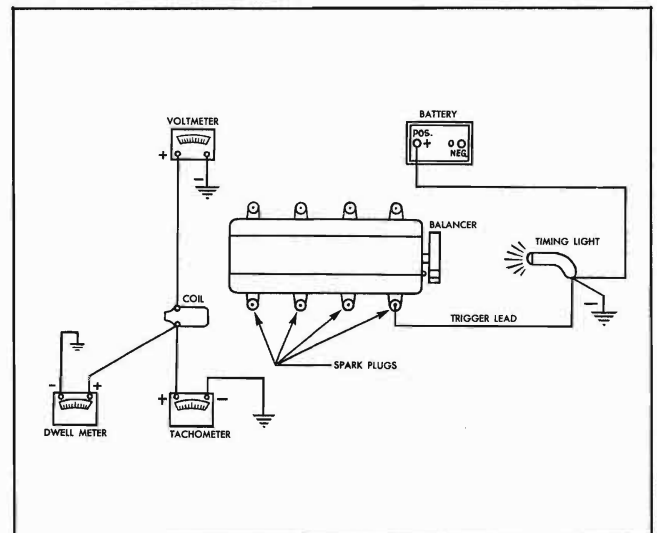 VOLTMETER
+ −
BATTERY
POS.
+
NEG.
BALANCER
TIMING LIGHT
−
COIL
TRIGGER LEAD
SPARK PLUGS
− +
DWELL METER
+ −
TACHOMETER